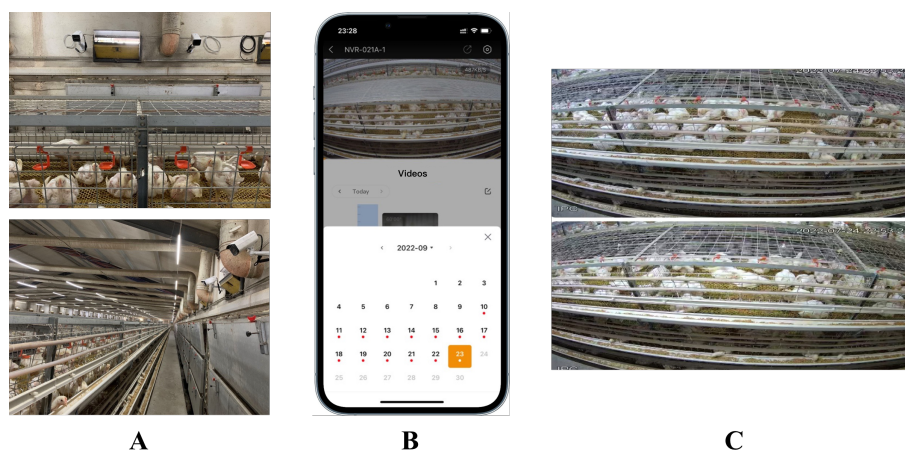 23:28
NVR-021A-1
Videos
Today
2022-09
1 2 3
4 5 6 7 8 9 10
11 12 13 14 15 16 17
18 19 20 21 22 23 24
25 26 27 28 29 30
IPC
IPC
A
B
C